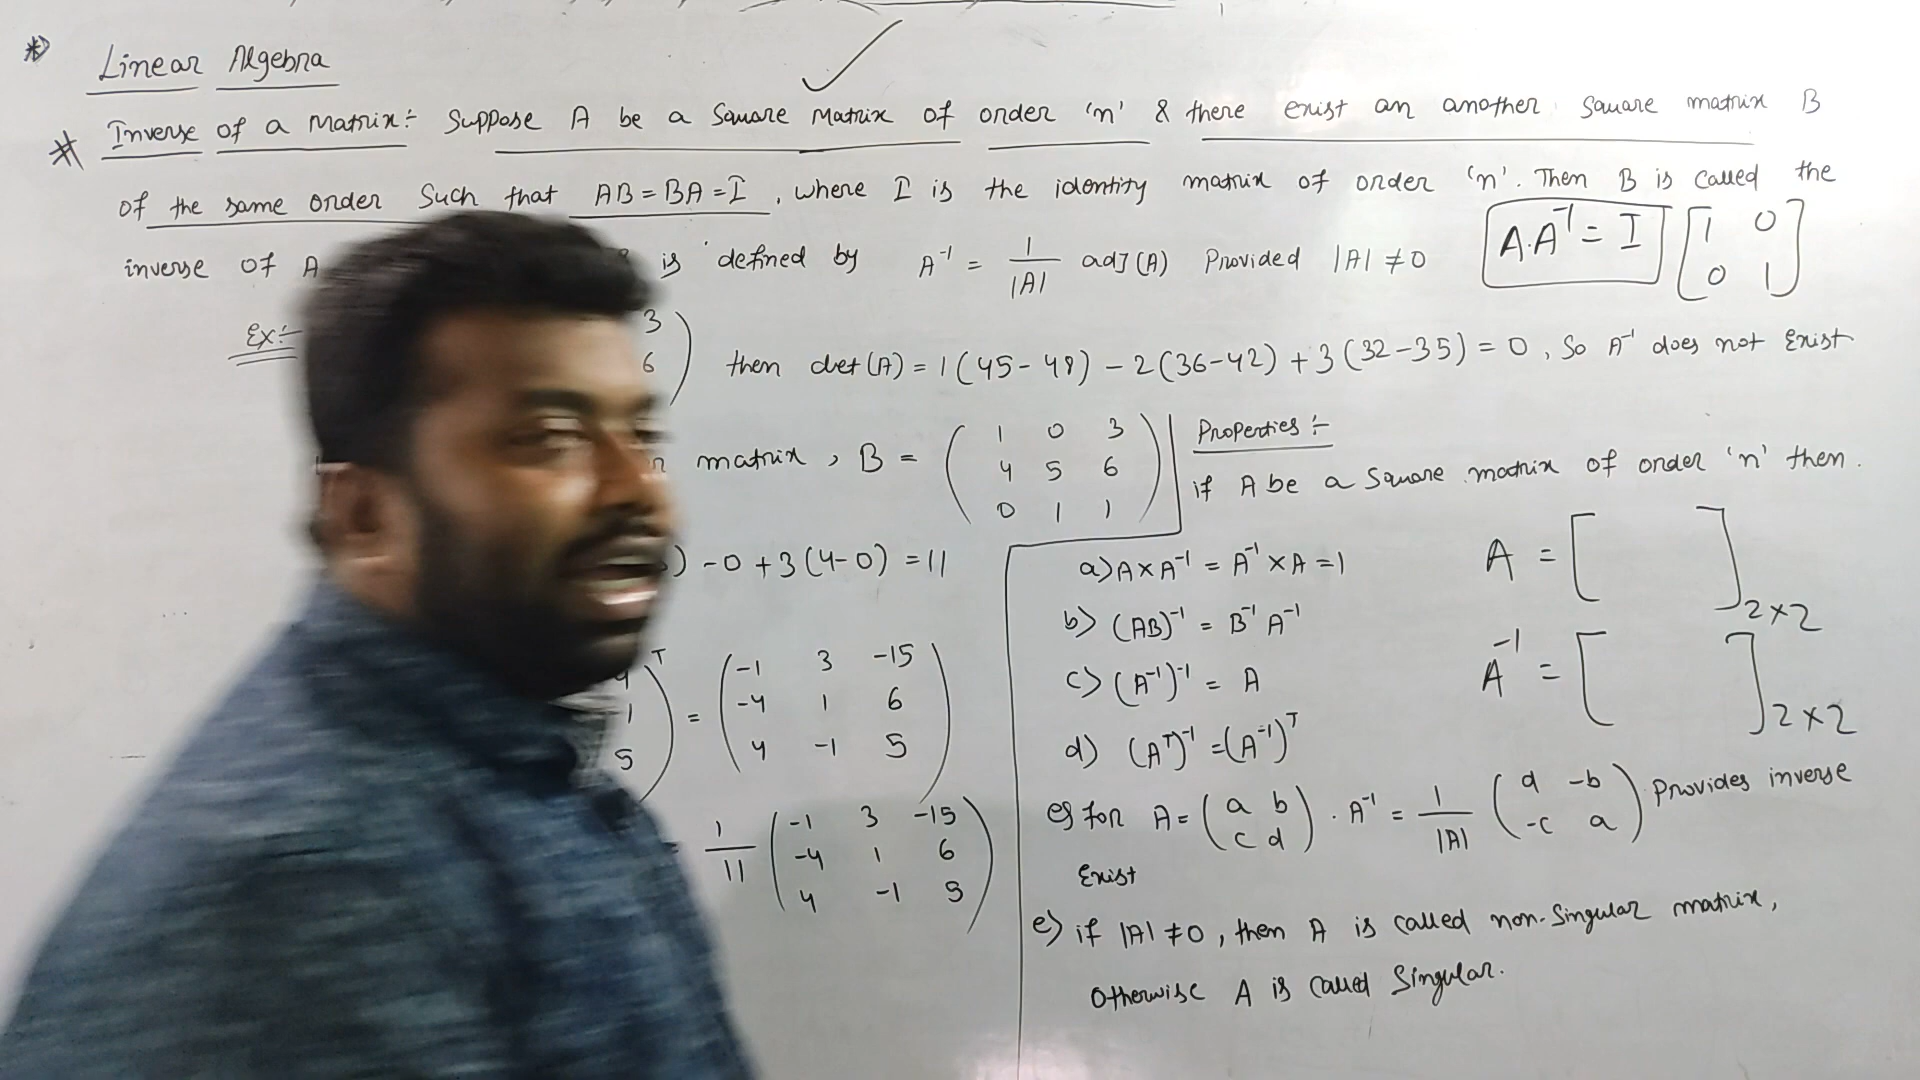 Linear Algebra
Inverse of a Matrix:- Suppose A be a Square Matrix of order 'n' & there exist an another square matrix B
of the same order Such that AB = BA = I , where I is the identity matrix of order 'n'. Then B is called the
inverse of A is defined by A⁻¹ = 1/|A| adj (A) Provided |A| ≠ 0
A.A⁻¹ = I [1 0
0 1]
Ex:- 3
6 then det (A) = 1 (45 - 48) - 2 (36 - 42) + 3 (32 - 35) = 0 , So A⁻¹ does not Exist
matrix , B = (1 0 3
4 5 6
0 1 1)
) - 0 + 3 (4 - 0) = 11
1
5)ᵀ = (-1 3 -15
-4 1 6
4 -1 5)
1/11 (-1 3 -15
-4 1 6
4 -1 5)
Properties :-
if A be a Square matrix of order 'n' then.
a) A × A⁻¹ = A⁻¹ × A = 1
b) (AB)⁻¹ = B⁻¹ A⁻¹
c) (A⁻¹)⁻¹ = A
d) (Aᵀ)⁻¹ = (A⁻¹)ᵀ
A = [ ]2×2
A⁻¹ = [ ]2×2
e) for A = (a b
c d) . A⁻¹ = 1/|A| (d -b
-c a) Provides inverse
Exist
e) if |A| ≠ 0 , then A is called non-Singular matrix,
Otherwise A is called Singular.